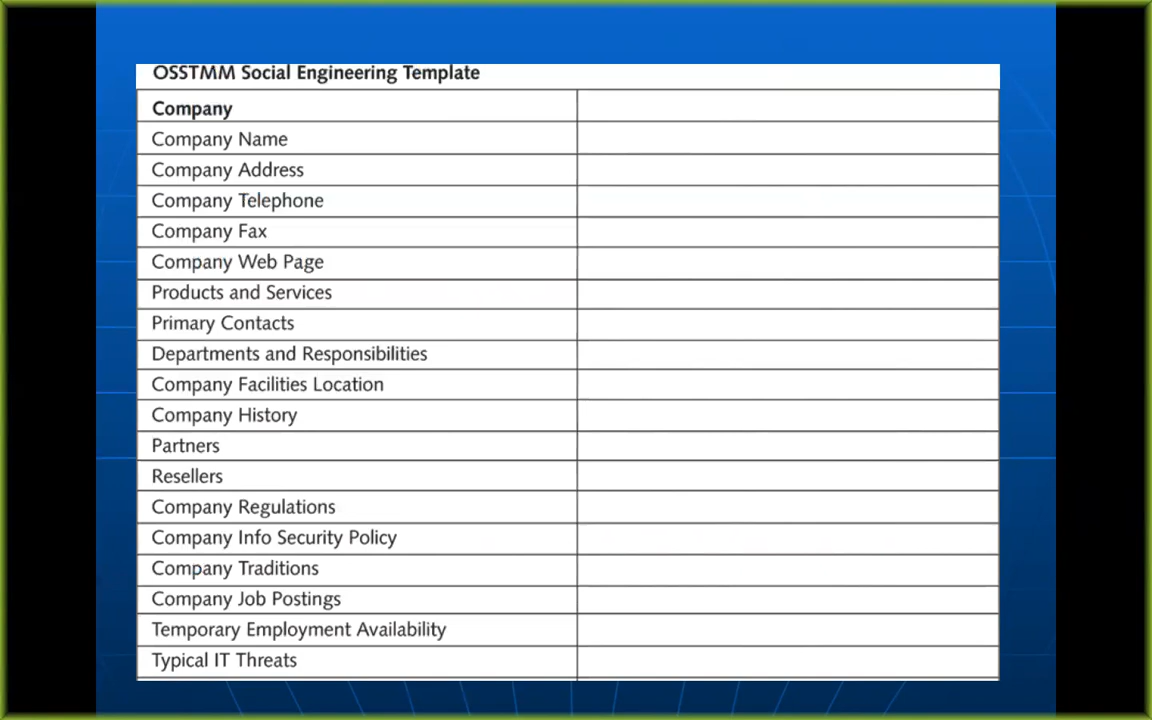 OSSTMM Social Engineering Template
Company
Company Name
Company Address
Company Telephone
Company Fax
Company Web Page
Products and Services
Primary Contacts
Departments and Responsibilities
Company Facilities Location
Company History
Partners
Resellers
Company Regulations
Company Info Security Policy
Company Traditions
Company Job Postings
Temporary Employment Availability
Typical IT Threats